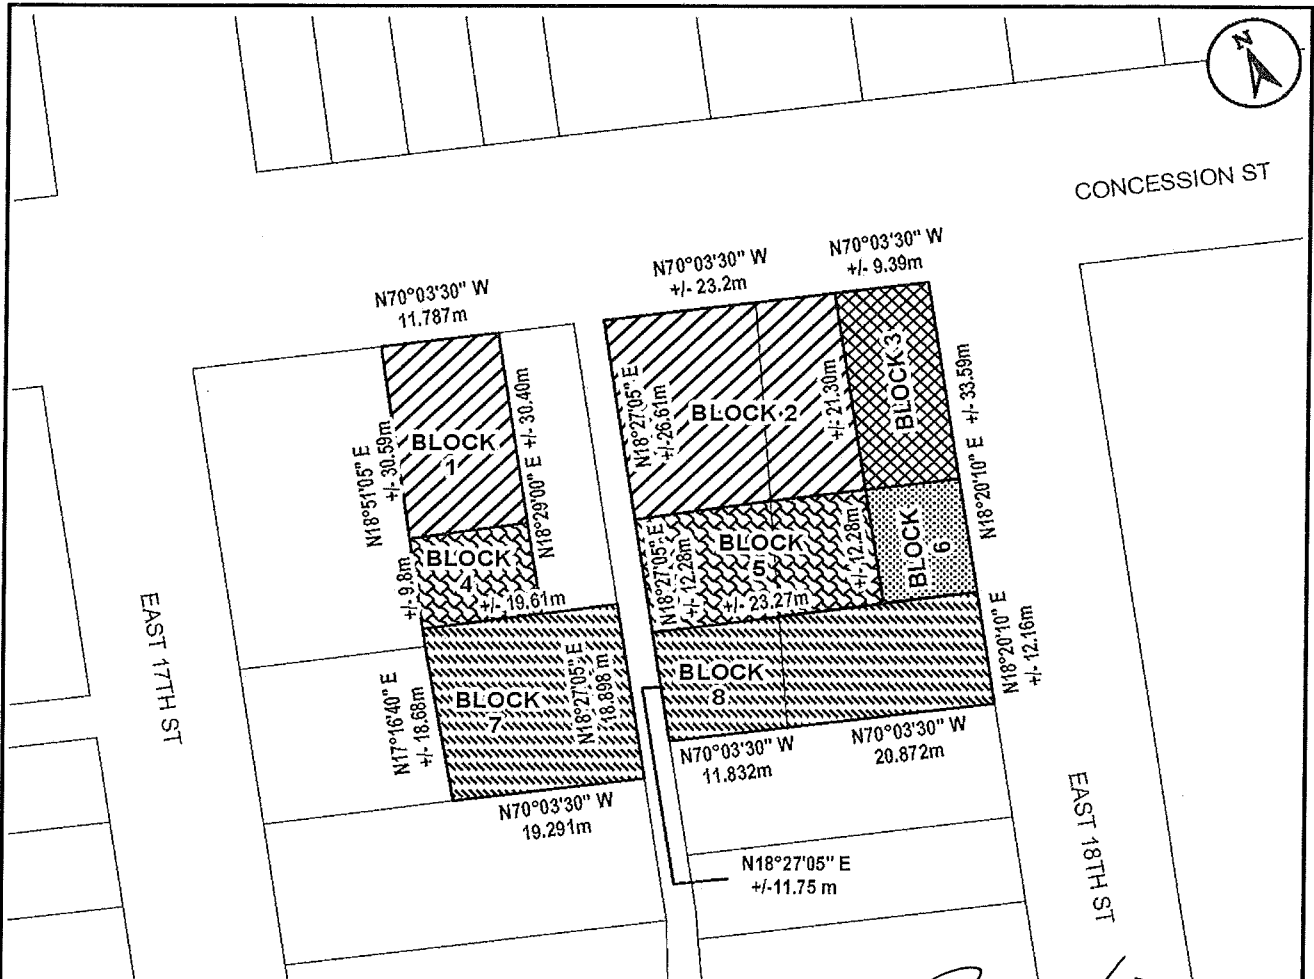 N
CONCESSION ST
N70°03'30" W
+/- 9.39m
N70°03'30" W
+/- 23.2m
N70°03'30" W
11.787m
BLOCK 3
N18°20'10" E +/- 33.59m
N18°27'05" E
+/-26.61m
BLOCK 2
+/-21.30m
N18°51'05" E
+/- 30.59m
BLOCK
1
N18°29'00" E +/- 30.40m
BLOCK
4
+/- 9.8m
+/- 19.61m
N18°27'05" E
+/- 12.28m
BLOCK
5
+/- 12.28m
+/- 23.27m
BLOCK
6
N18°20'10" E
+/- 12.16m
EAST 17TH ST
N17°16'40" E
+/- 18.68m
BLOCK
7
N18°27'05" E
18.898 m
BLOCK
8
N70°03'30" W
11.832m
N70°03'30" W
20.872m
N70°03'30" W
19.291m
N18°27'05" E
+/-11.75 m
EAST 18TH ST